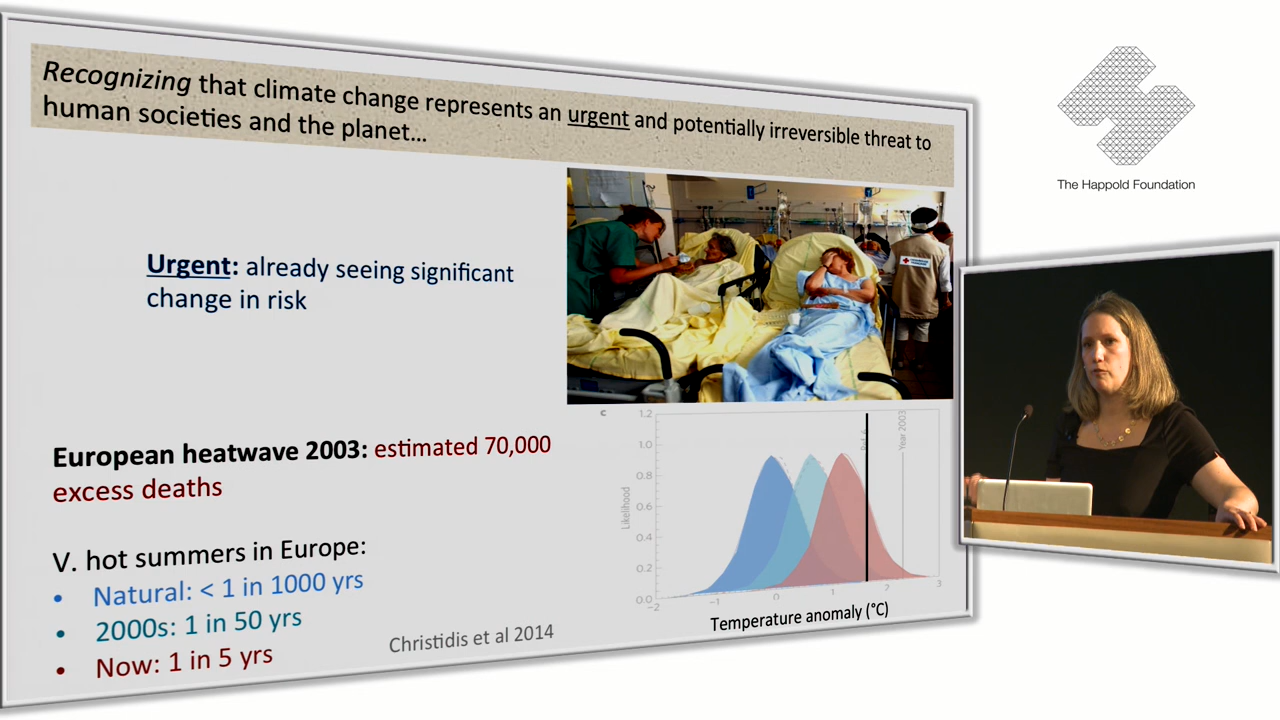 Recognizing that climate change represents an urgent and potentially irreversible threat to
human societies and the planet…
The Happold Foundation
Urgent: already seeing significant
change in risk
European heatwave 2003: estimated 70,000
excess deaths
V. hot summers in Europe:
• Natural: < 1 in 1000 yrs
• 2000s: 1 in 50 yrs
• Now: 1 in 5 yrs
Christidis et al 2014
c
Likelihood
1.2
1.0
0.8
0.6
0.4
0.2
0.0
−2
−1
0
1
2
3
Year 2003
Temperature anomaly (°C)